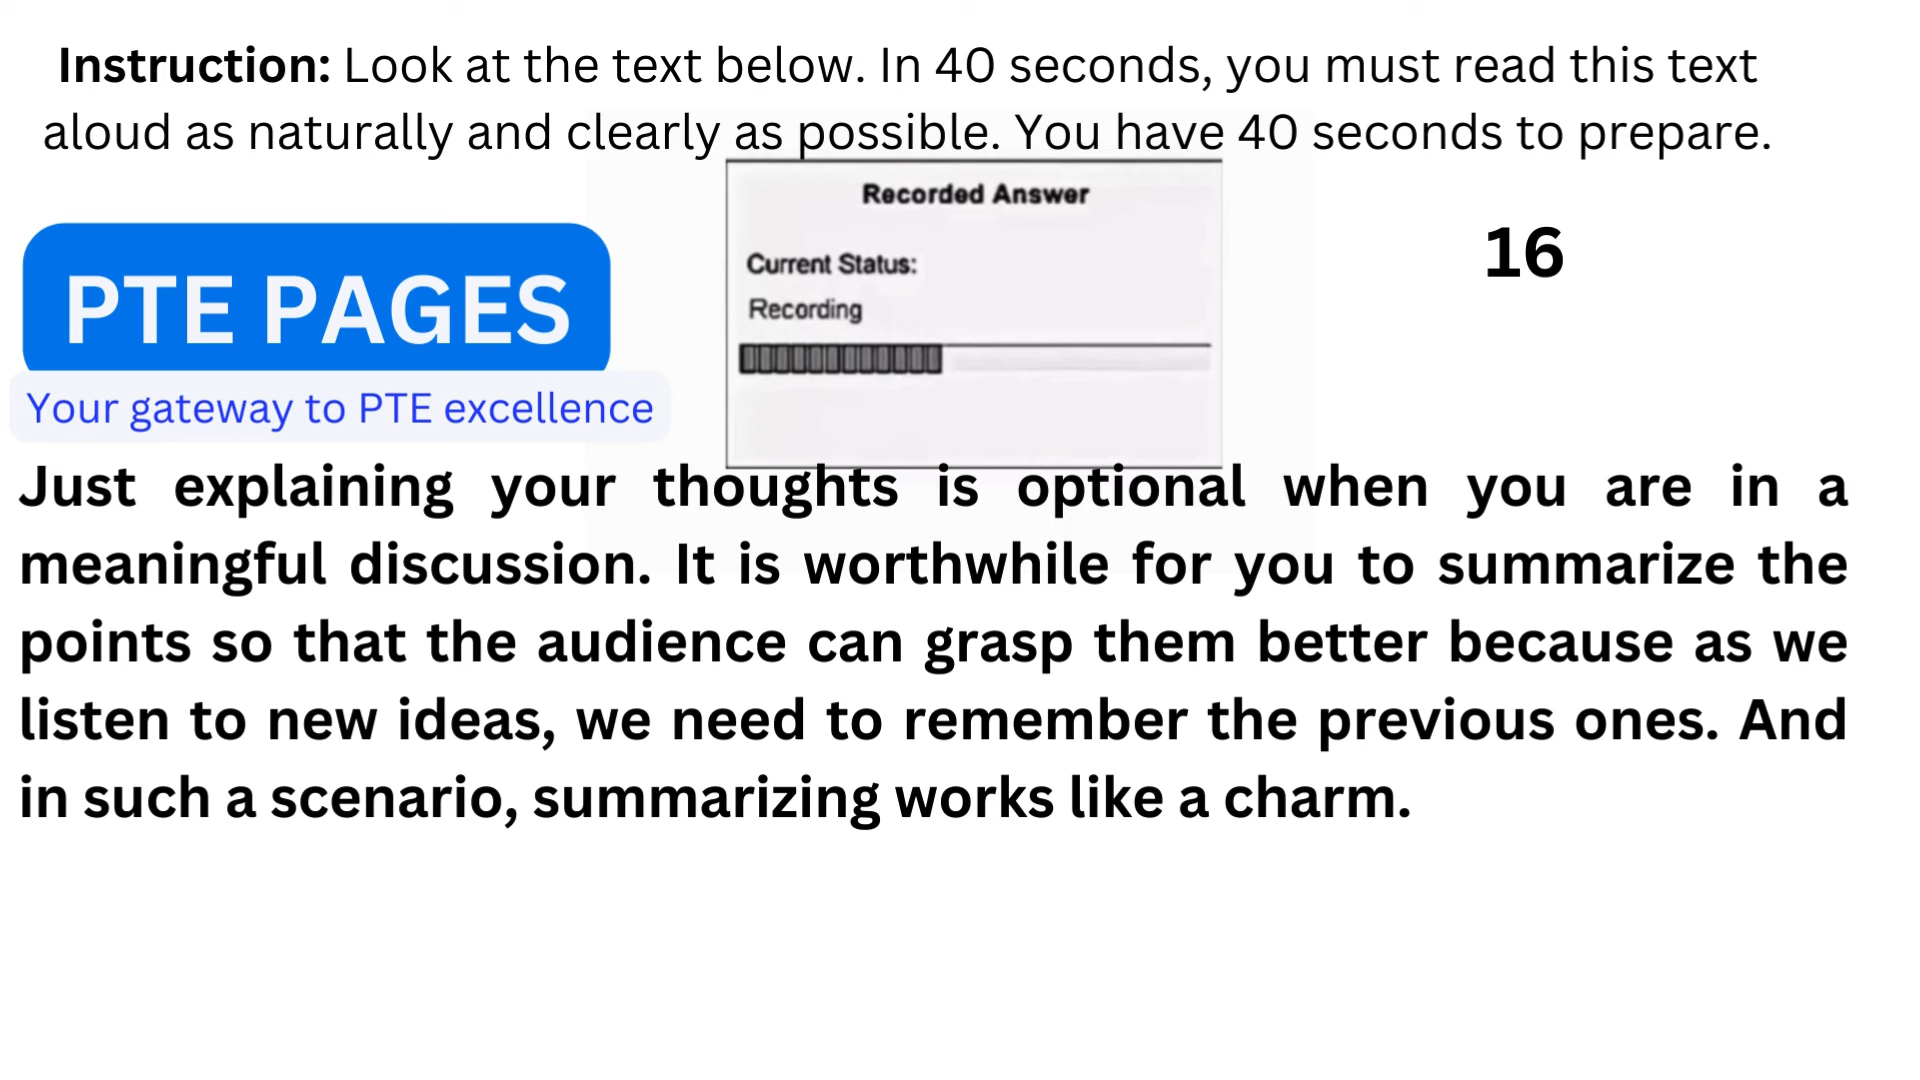 Instruction: Look at the text below. In 40 seconds, you must read this text
aloud as naturally and clearly as possible. You have 40 seconds to prepare.
Recorded Answer
Current Status:
Recording
16
PTE PAGES
Your gateway to PTE excellence
Just explaining your thoughts is optional when you are in a
meaningful discussion. It is worthwhile for you to summarize the
points so that the audience can grasp them better because as we
listen to new ideas, we need to remember the previous ones. And
in such a scenario, summarizing works like a charm.